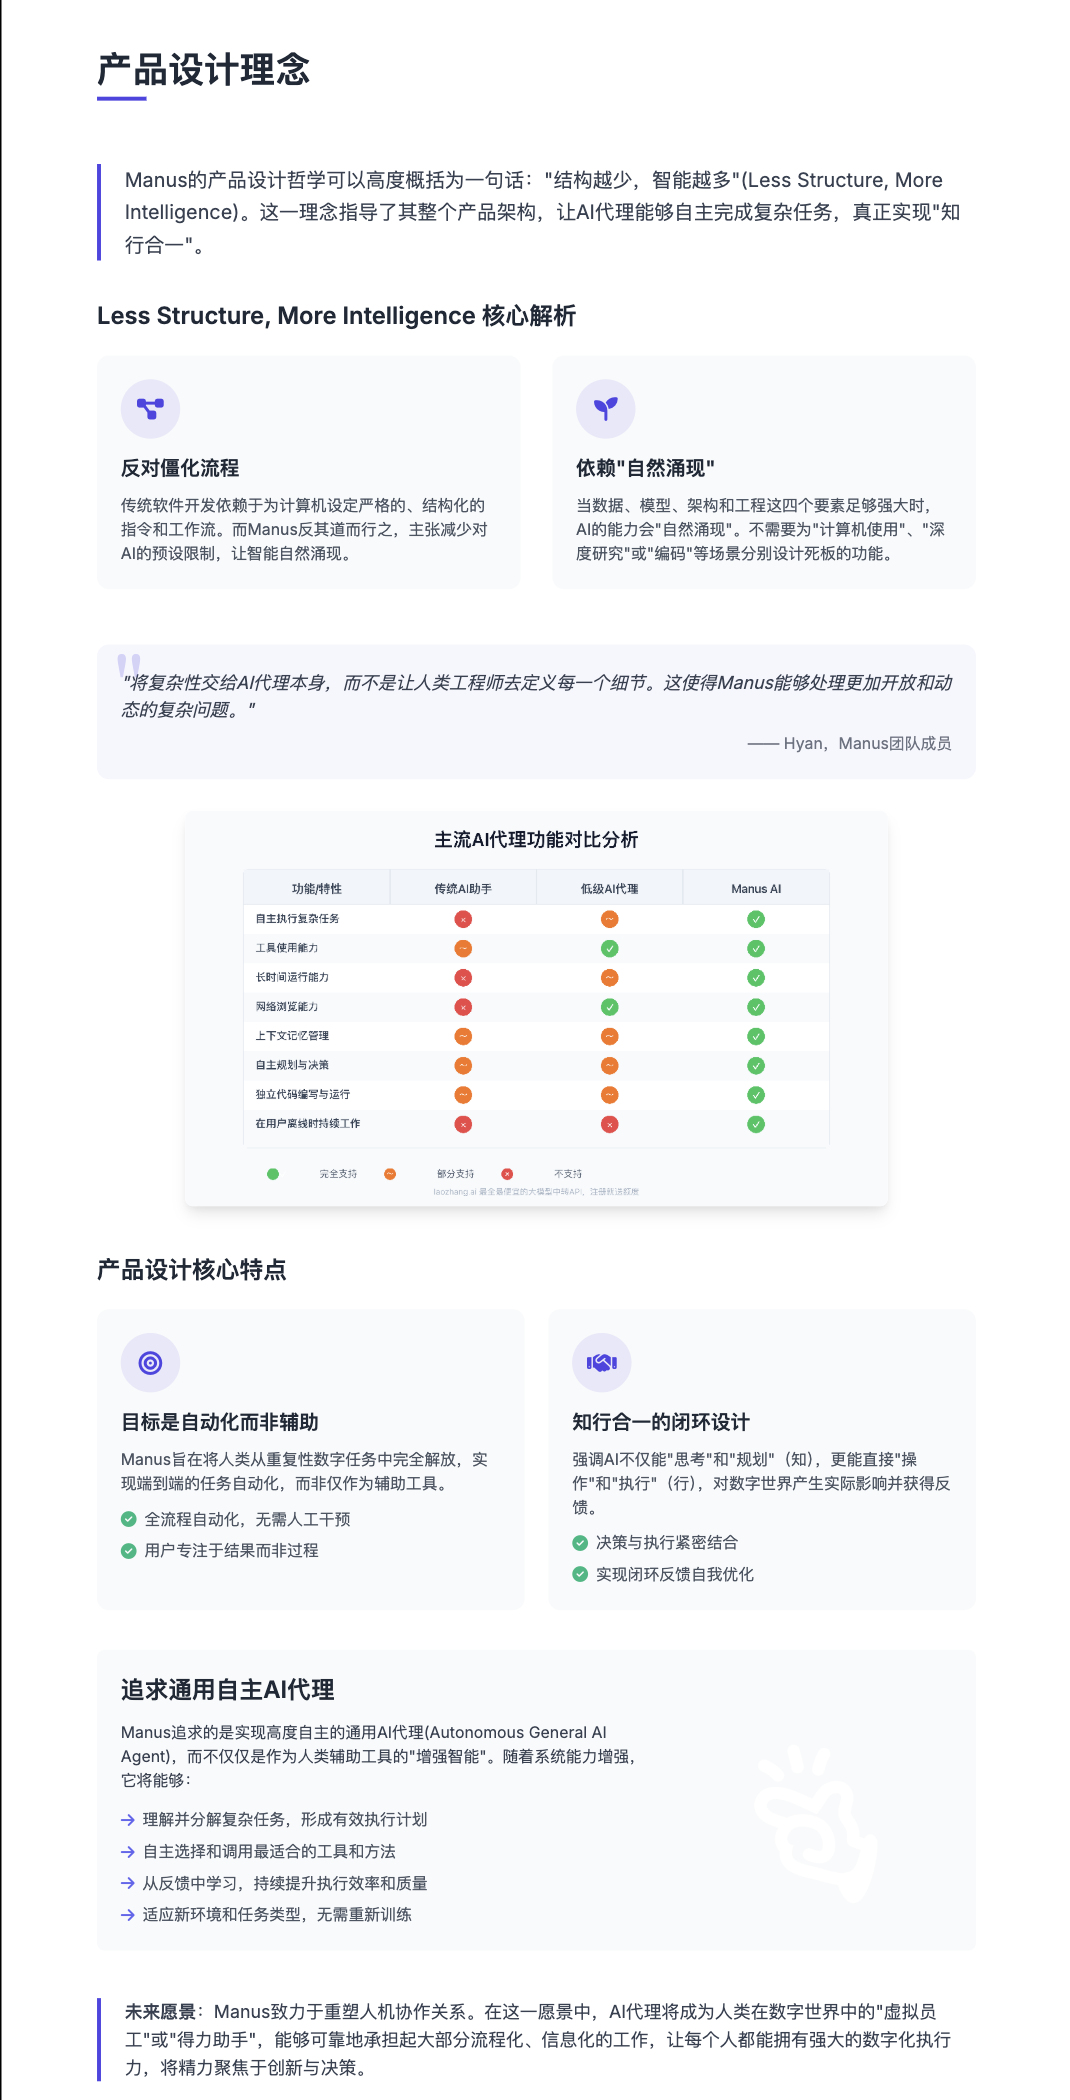 产品设计理念
Manus的产品设计哲学可以高度概括为一句话："结构越少，智能越多"(Less Structure, More
Intelligence)。这一理念指导了其整个产品架构，让AI代理能够自主完成复杂任务，真正实现"知
行合一"。
Less Structure, More Intelligence 核心解析
反对僵化流程
传统软件开发依赖于为计算机设定严格的、结构化的
指令和工作流。而Manus反其道而行之，主张减少对
AI的预设限制，让智能自然涌现。
依赖"自然涌现"
当数据、模型、架构和工程这四个要素足够强大时，
AI的能力会"自然涌现"。不需要为"计算机使用"、"深
度研究"或"编码"等场景分别设计死板的功能。
"将复杂性交给AI代理本身，而不是让人类工程师去定义每一个细节。这使得Manus能够处理更加开放和动
态的复杂问题。"
—— Hyan，Manus团队成员
主流AI代理功能对比分析
功能/特性 传统AI助手 低级AI代理 Manus AI
自主执行复杂任务
工具使用能力
长时间运行能力
网络浏览能力
上下文记忆管理
自主规划与决策
独立代码编写与运行
在用户离线时持续工作
完全支持 部分支持 不支持
laozhang.ai 最全最便宜的大模型中转API，注册就送额度
产品设计核心特点
目标是自动化而非辅助
Manus旨在将人类从重复性数字任务中完全解放，实
现端到端的任务自动化，而非仅作为辅助工具。
全流程自动化，无需人工干预
用户专注于结果而非过程
知行合一的闭环设计
强调AI不仅能"思考"和"规划"（知），更能直接"操
作"和"执行"（行），对数字世界产生实际影响并获得反
馈。
决策与执行紧密结合
实现闭环反馈自我优化
追求通用自主AI代理
Manus追求的是实现高度自主的通用AI代理(Autonomous General AI
Agent)，而不仅仅是作为人类辅助工具的"增强智能"。随着系统能力增强，
它将能够：
理解并分解复杂任务，形成有效执行计划
自主选择和调用最适合的工具和方法
从反馈中学习，持续提升执行效率和质量
适应新环境和任务类型，无需重新训练
未来愿景：Manus致力于重塑人机协作关系。在这一愿景中，AI代理将成为人类在数字世界中的"虚拟员
工"或"得力助手"，能够可靠地承担起大部分流程化、信息化的工作，让每个人都能拥有强大的数字化执行
力，将精力聚焦于创新与决策。